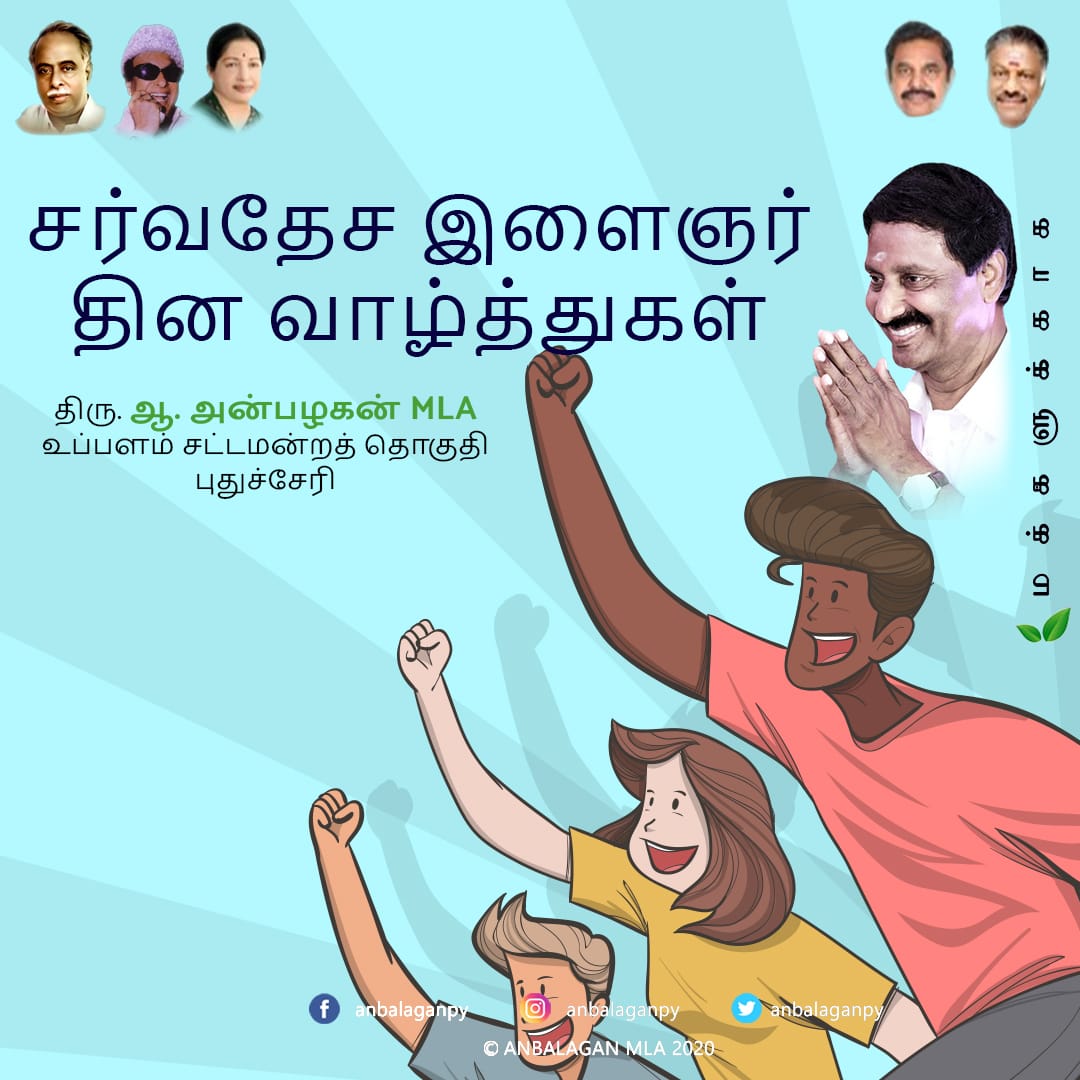 சர்வதேச இளைஞர்
தின வாழ்த்துகள்
திரு. ஆ. அன்பழகன் MLA
உப்பளம் சட்டமன்றத் தொகுதி
புதுச்சேரி
மக்களுக்காக
anbalaganpy anbalaganpy anbalaganpy
© ANBALAGAN MLA 2020